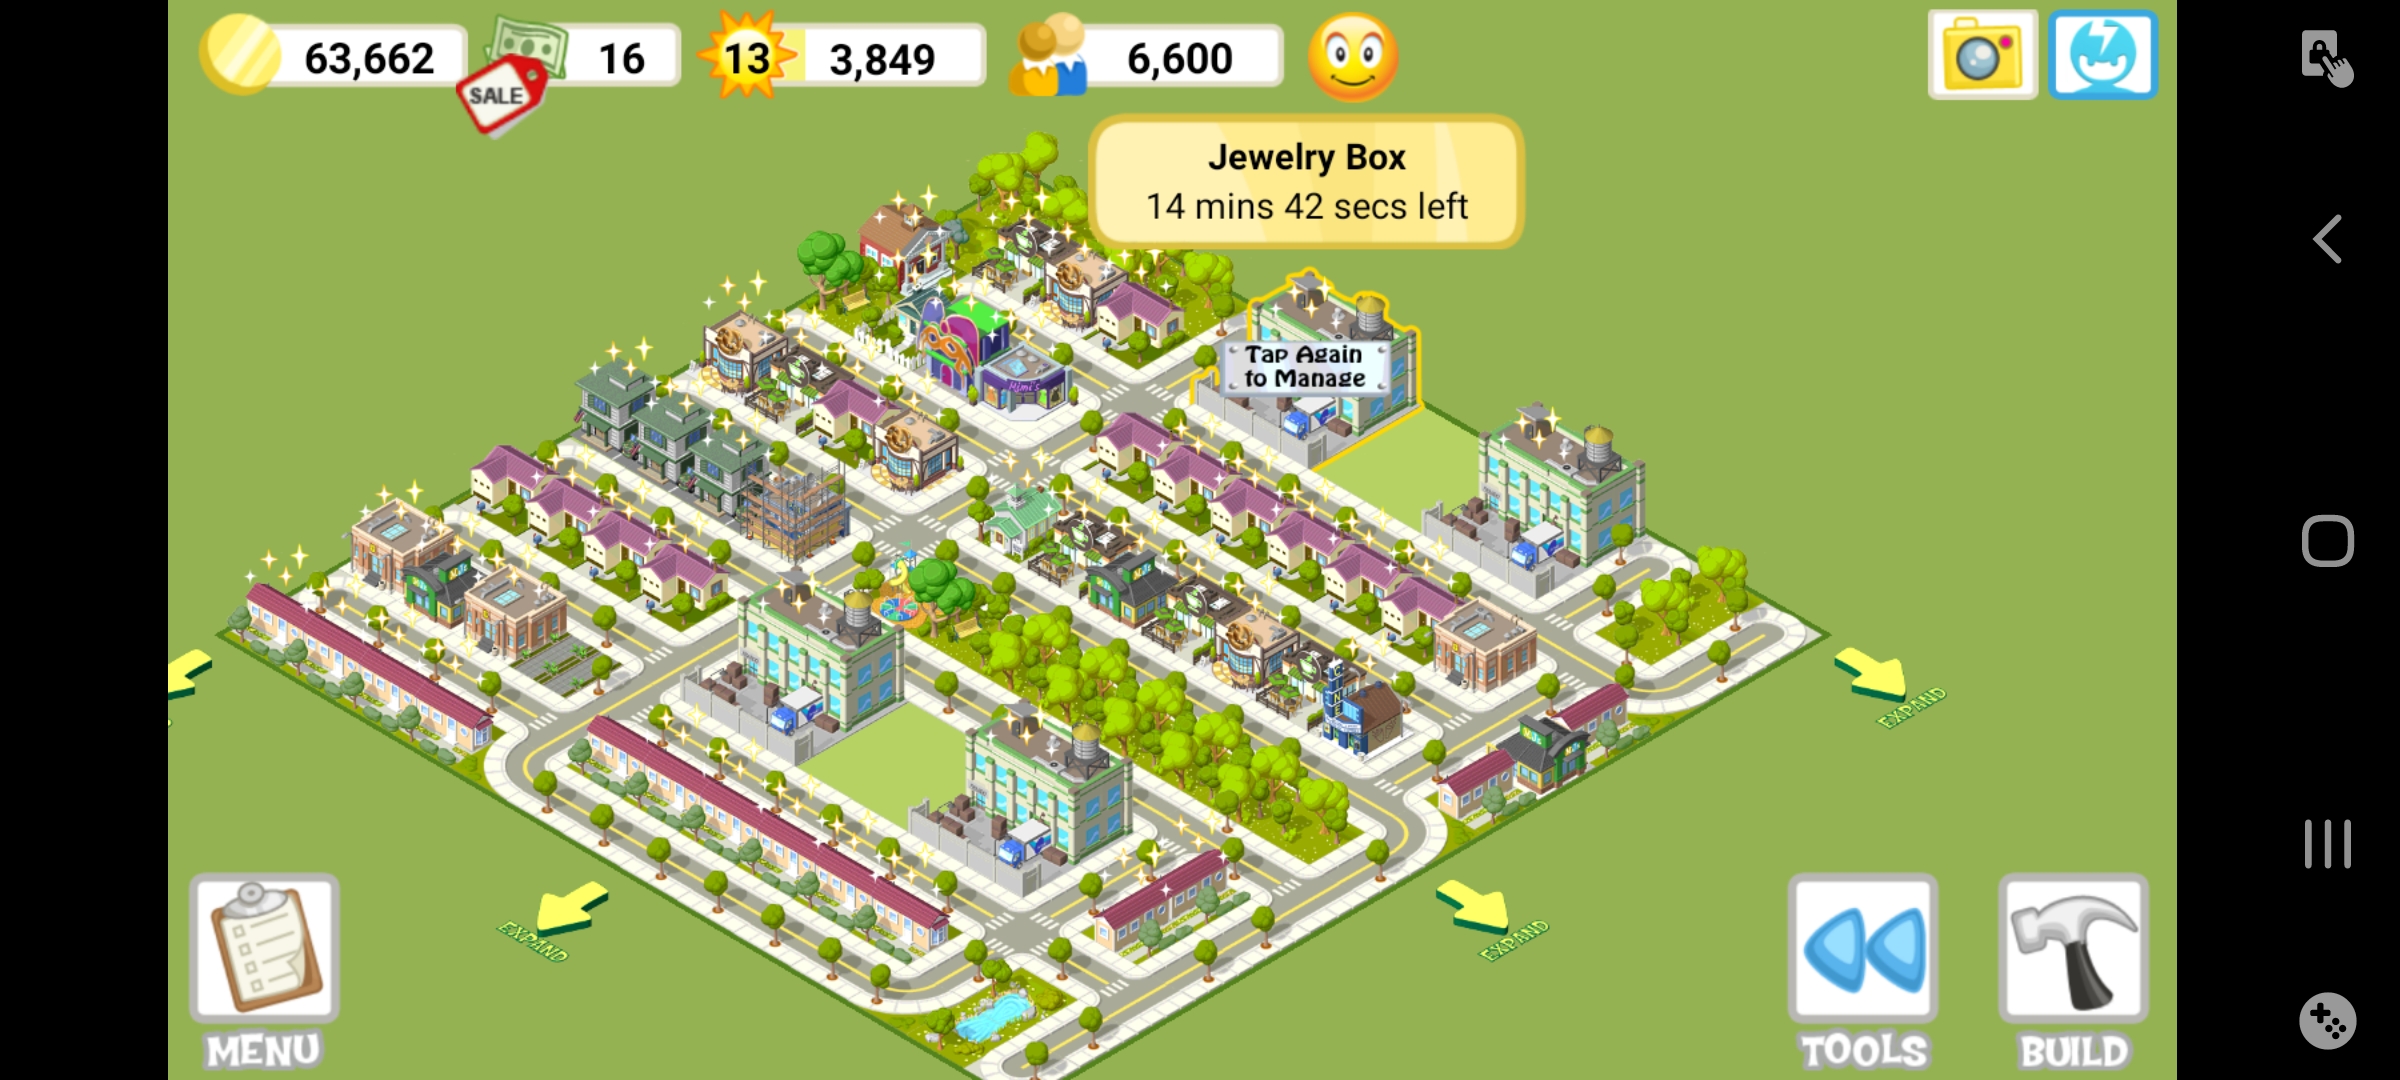 63,662
SALE
16
13
3,849
6,600
Jewelry Box
14 mins 42 secs left
Tap Again
to Manage
Mimi's
EXPAND
EXPAND
EXPAND
MENU
TOOLS
BUILD